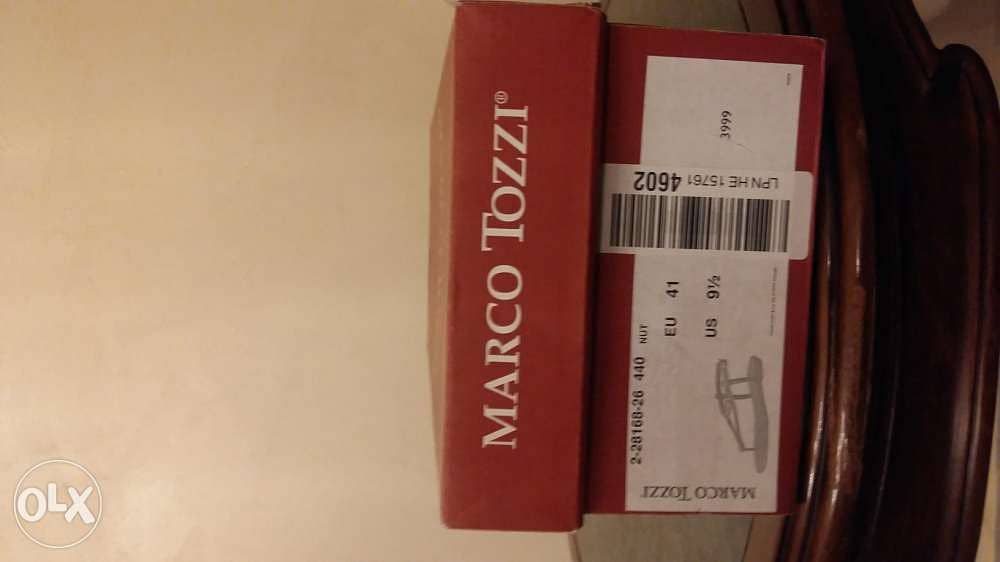 MARCO TOZZI®
2-28168-26 440 NUT
EU 41
US 9½
3999
MARCO TOZZI
LPN HE 15761 4602
OLX